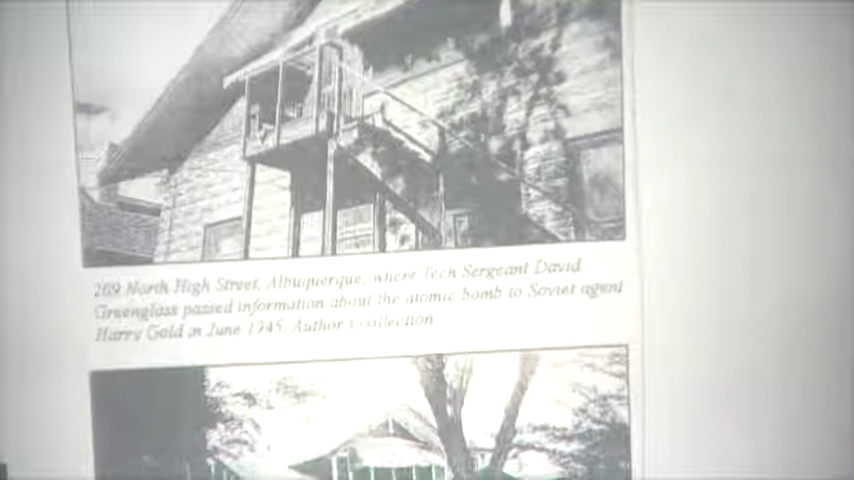 209 North High Street, Albuquerque, where Tech Sergeant David
Greenglass passed information about the atomic bomb to Soviet agent
Harry Gold in June 1945. Author's collection